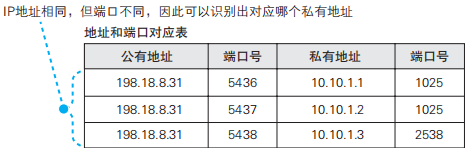 IP地址相同，但端口不同，因此可以识别出对应哪个私有地址
地址和端口对应表
公有地址 端口号 私有地址 端口号
198.18.8.31 5436 10.10.1.1 1025
198.18.8.31 5437 10.10.1.2 1025
198.18.8.31 5438 10.10.1.3 2538